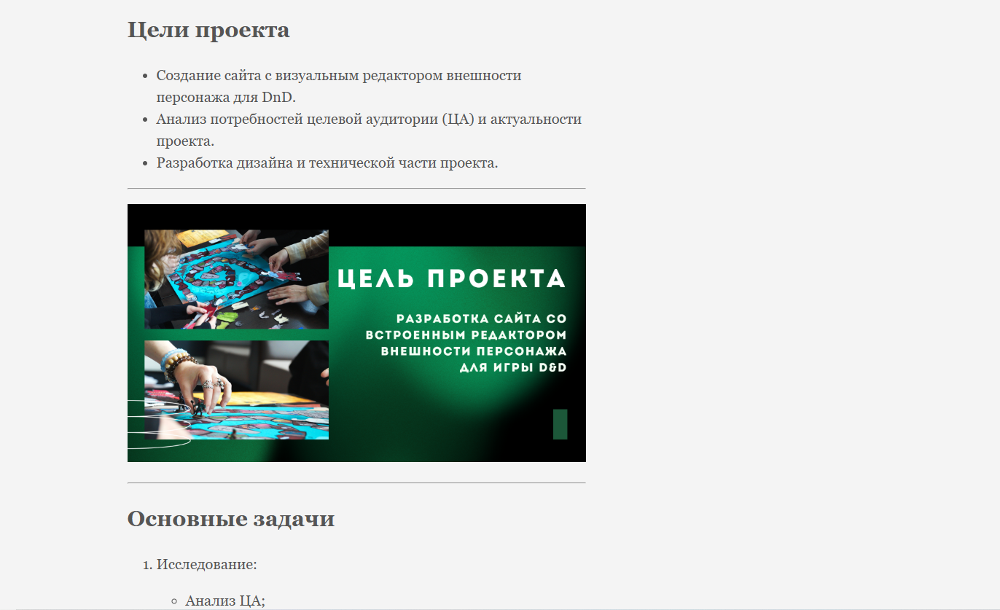 Цели проекта
Создание сайта с визуальным редактором внешности
персонажа для DnD.
Анализ потребностей целевой аудитории (ЦА) и актуальности
проекта.
Разработка дизайна и технической части проекта.
ЦЕЛЬ ПРОЕКТА
РАЗРАБОТКА САЙТА СО
ВСТРОЕННЫМ РЕДАКТОРОМ
ВНЕШНОСТИ ПЕРСОНАЖА
ДЛЯ ИГРЫ D&D
Основные задачи
1. Исследование:
Анализ ЦА;